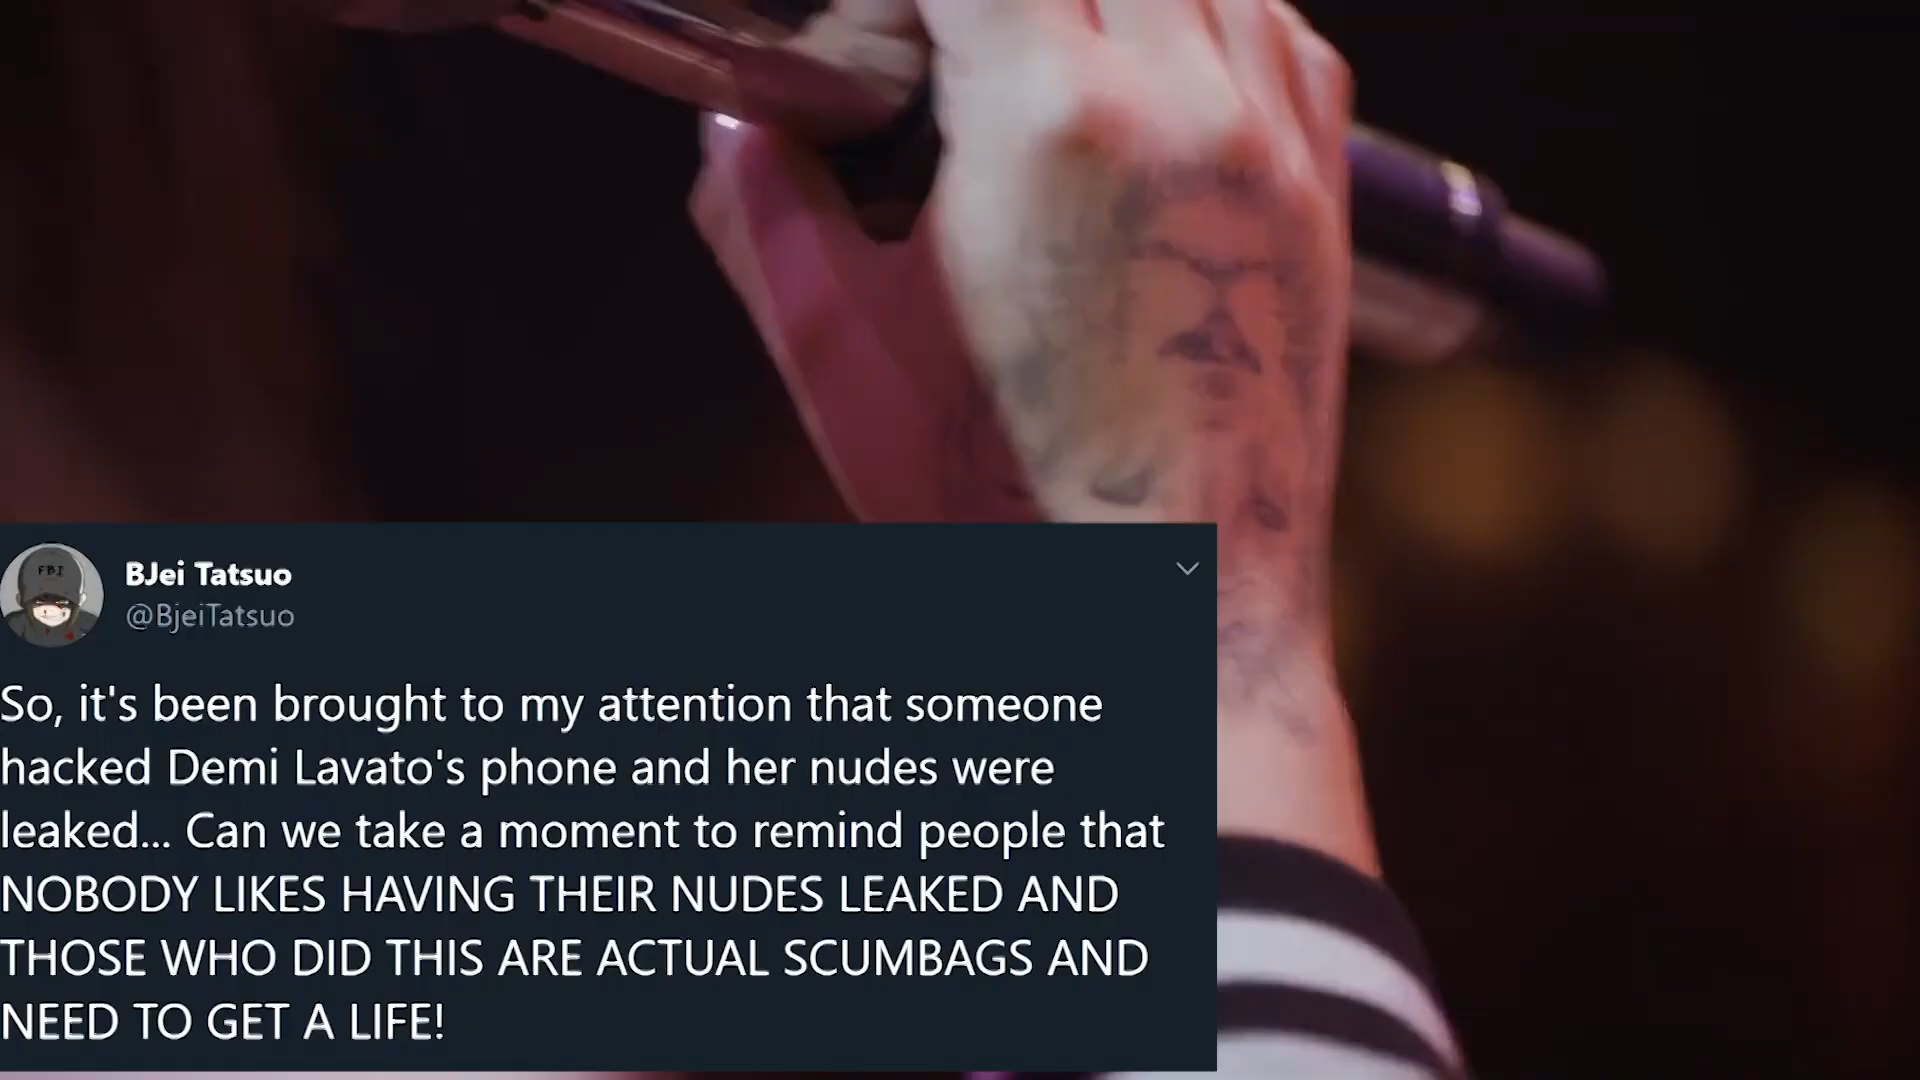 FBI
BJei Tatsuo
@BjeiTatsuo
So, it's been brought to my attention that someone
hacked Demi Lavato's phone and her nudes were
leaked... Can we take a moment to remind people that
NOBODY LIKES HAVING THEIR NUDES LEAKED AND
THOSE WHO DID THIS ARE ACTUAL SCUMBAGS AND
NEED TO GET A LIFE!